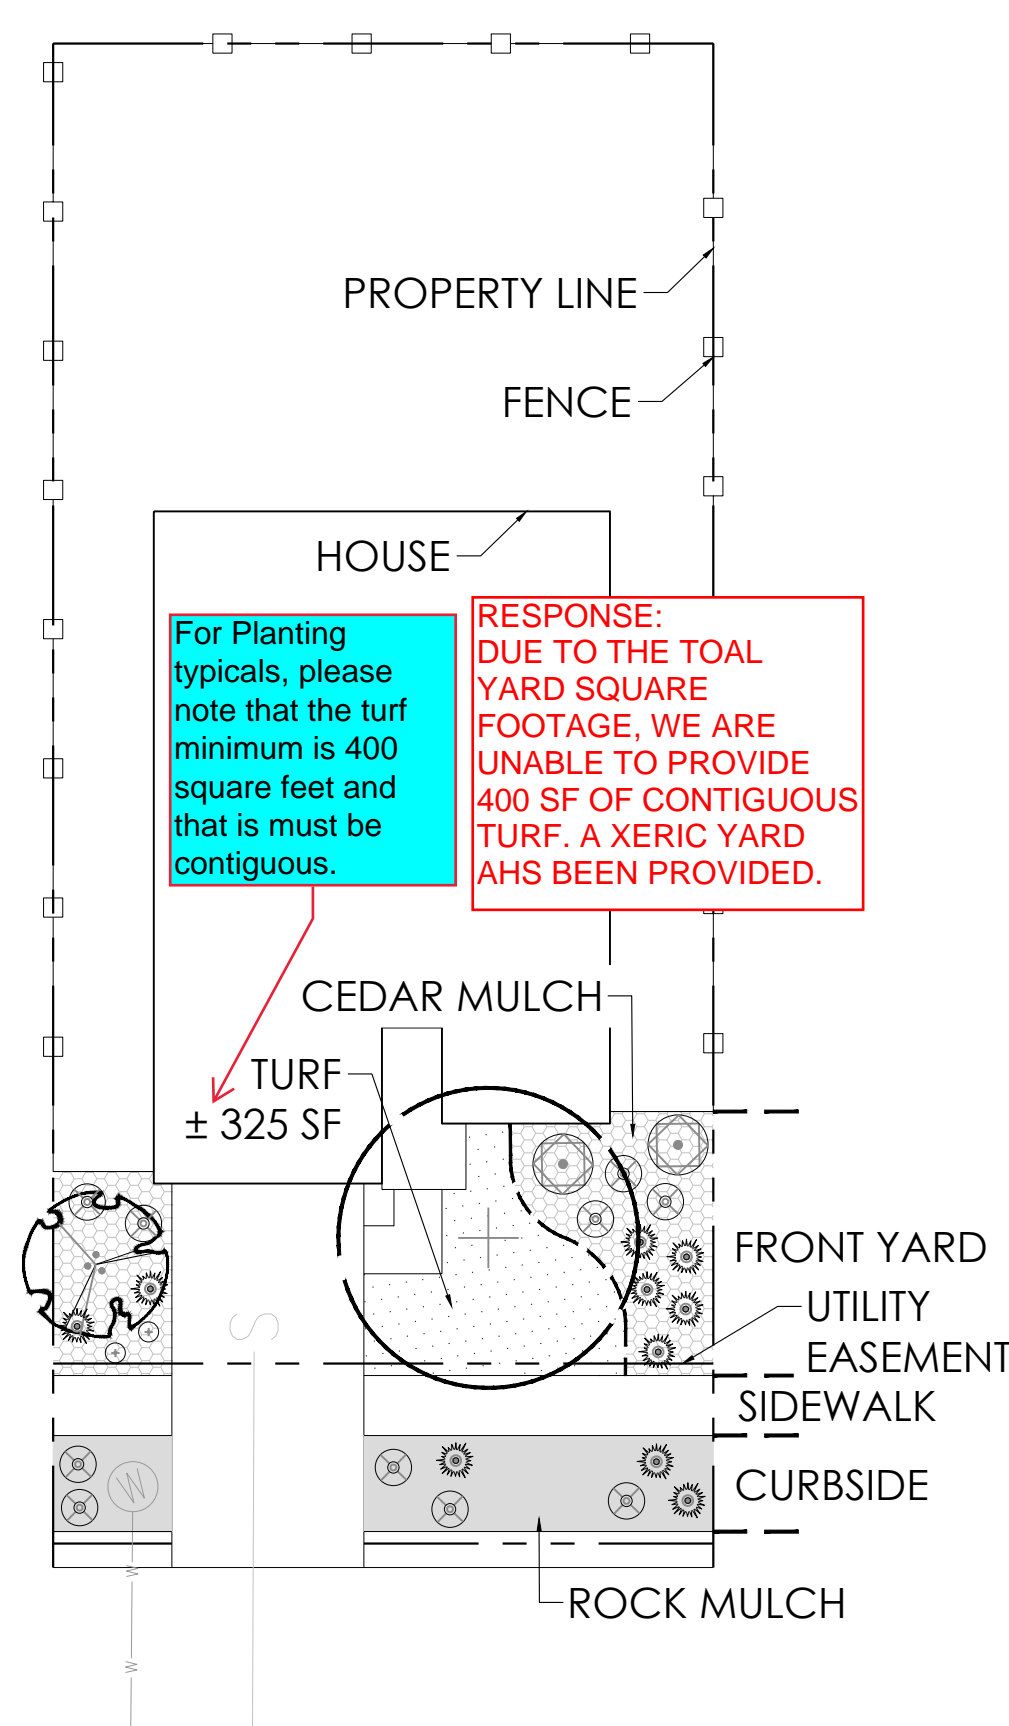 PROPERTY LINE
FENCE
HOUSE
For Planting
typicals, please
note that the turf
minimum is 400
square feet and
that is must be
contiguous.
RESPONSE:
DUE TO THE TOAL
YARD SQUARE
FOOTAGE, WE ARE
UNABLE TO PROVIDE
400 SF OF CONTIGUOUS
TURF. A XERIC YARD
AHS BEEN PROVIDED.
CEDAR MULCH
TURF
± 325 SF
FRONT YARD
UTILITY
EASEMENT
S
SIDEWALK
CURBSIDE
W
W
ROCK MULCH
W